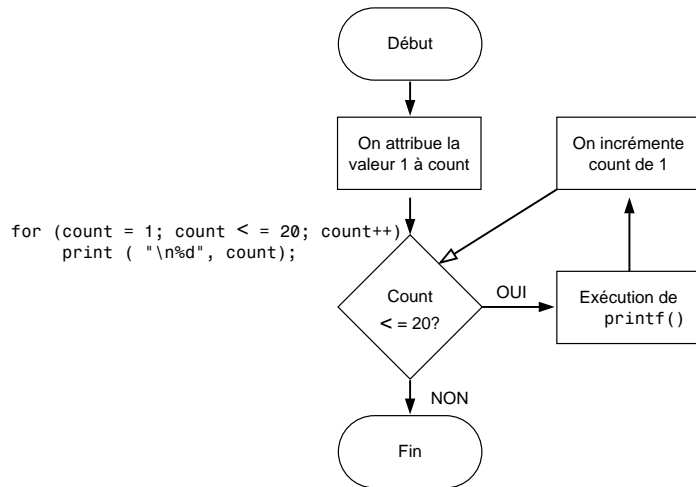 Début
On attribue la
valeur 1 à count
On incrémente
count de 1
for (count = 1; count < = 20; count++)
print ( "\n%d", count);
Count
< = 20?
OUI
Exécution de
printf()
NON
Fin